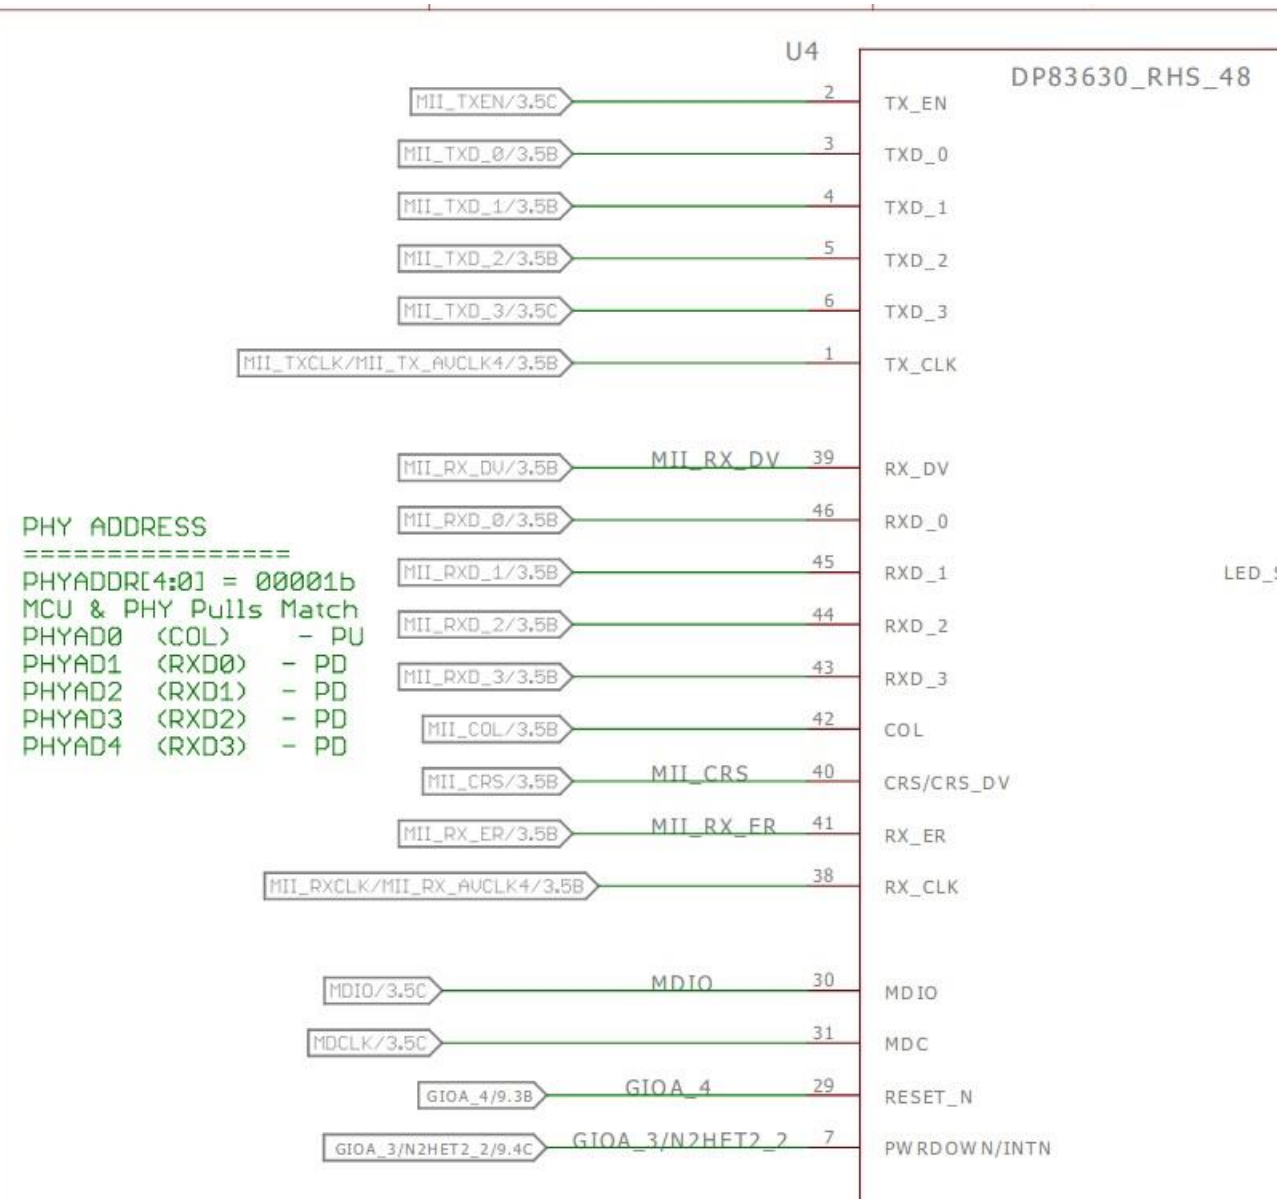 U4
DP83630_RHS_48
MII_TXEN/3.5C 2 TX_EN
MII_TXD_0/3.5B 3 TXD_0
MII_TXD_1/3.5B 4 TXD_1
MII_TXD_2/3.5B 5 TXD_2
MII_TXD_3/3.5C 6 TXD_3
MII_TXCLK/MII_TX_AVCLK4/3.5B 1 TX_CLK
MII_RX_DV/3.5B MII_RX_DV 39 RX_DV
MII_RXD_0/3.5B 46 RXD_0
MII_RXD_1/3.5B 45 RXD_1
MII_RXD_2/3.5B 44 RXD_2
MII_RXD_3/3.5B 43 RXD_3
MII_COL/3.5B 42 COL
MII_CRS/3.5B MII_CRS 40 CRS/CRS_DV
MII_RX_ER/3.5B MII_RX_ER 41 RX_ER
MII_RXCLK/MII_RX_AVCLK4/3.5B 38 RX_CLK
MDIO/3.5C MDIO 30 MDIO
MDCLK/3.5C 31 MDC
GIOA_4/9.3B GIOA_4 29 RESET_N
GIOA_3/N2HET2_2/9.4C GIOA_3/N2HET2_2 7 PWRDOWN/INTN
PHY ADDRESS
================
PHYADDR[4:0] = 00001b
MCU & PHY Pulls Match
PHYAD0 (COL) - PU
PHYAD1 (RXD0) - PD
PHYAD2 (RXD1) - PD
PHYAD3 (RXD2) - PD
PHYAD4 (RXD3) - PD